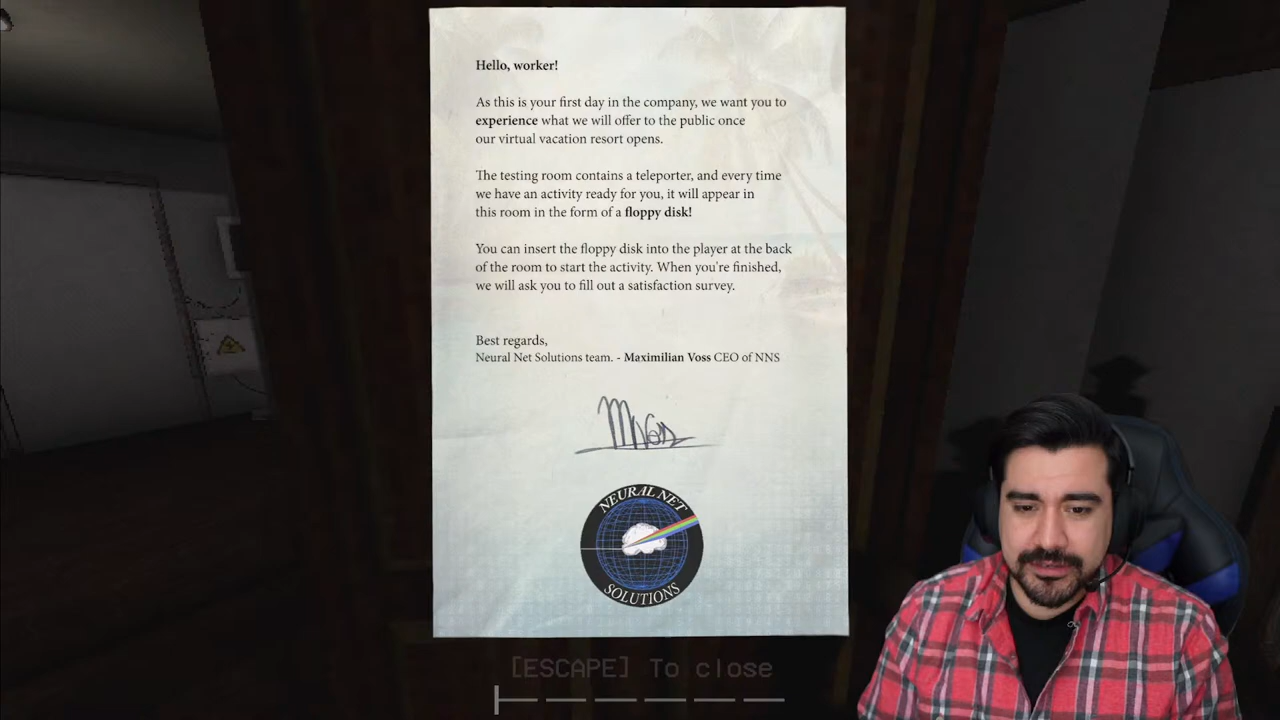 Hello, worker!
As this is your first day in the company, we want you to
experience what we will offer to the public once
our virtual vacation resort opens.
The testing room contains a teleporter, and every time
we have an activity ready for you, it will appear in
this room in the form of a floppy disk!
You can insert the floppy disk into the player at the back
of the room to start the activity. When you're finished,
we will ask you to fill out a satisfaction survey.
Best regards,
Neural Net Solutions team. - Maximilian Voss CEO of NNS
MVoss
NEURAL NET
SOLUTIONS
[ESCAPE] To close